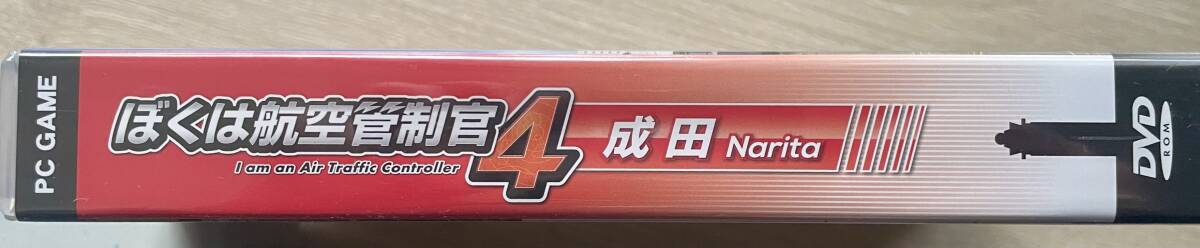 PC GAME
ぼくは航空管制官4
I am an Air Traffic Controller
成田 Narita
DVD
ROM